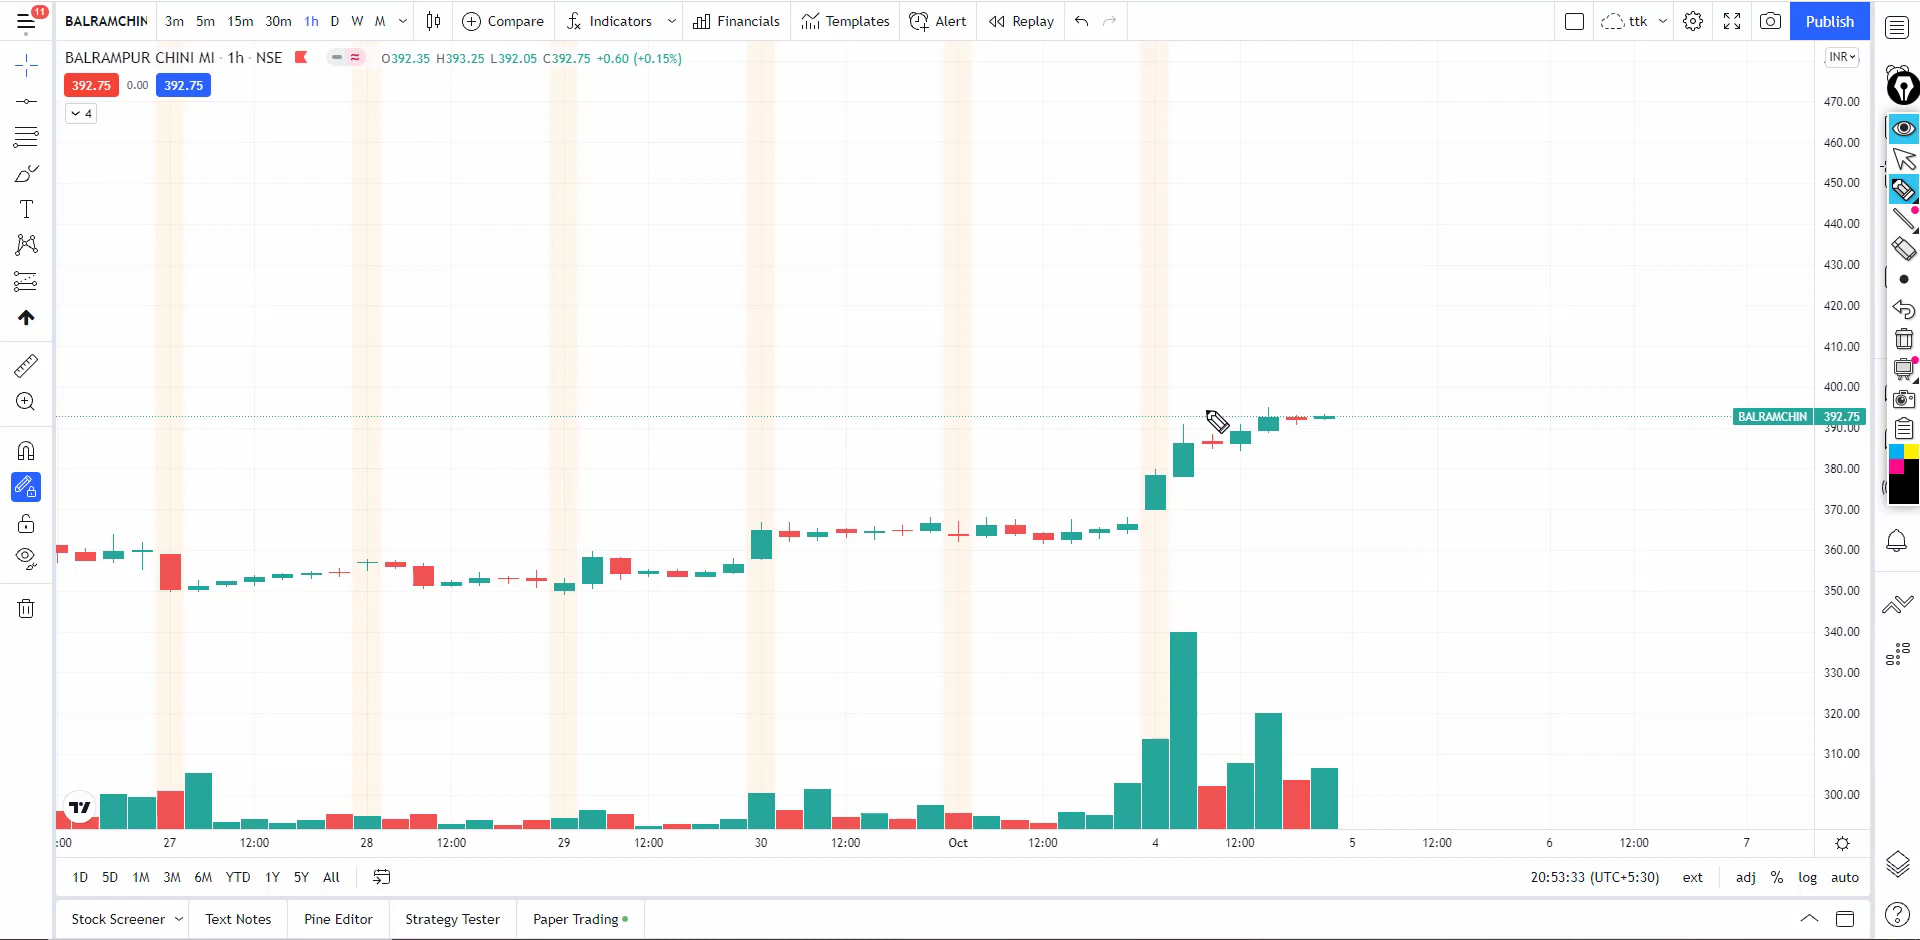 11
BALRAMCHIN 3m 5m 15m 30m 1h D W M Compare Indicators Financials Templates Alert Replay ttk Publish
BALRAMPUR CHINI MI · 1h · NSE O392.35 H393.25 L392.05 C392.75 +0.60 (+0.15%) INR
392.75 0.00 392.75
4
470.00
460.00
450.00
440.00
430.00
420.00
410.00
400.00
BALRAMCHIN 392.75
390.00
380.00
370.00
360.00
350.00
340.00
330.00
320.00
310.00
300.00
:00 27 12:00 28 12:00 29 12:00 30 12:00 Oct 12:00 4 12:00 5 12:00 6 12:00 7
1D 5D 1M 3M 6M YTD 1Y 5Y All 20:53:33 (UTC+5:30) ext adj % log auto
Stock Screener Text Notes Pine Editor Strategy Tester Paper Trading